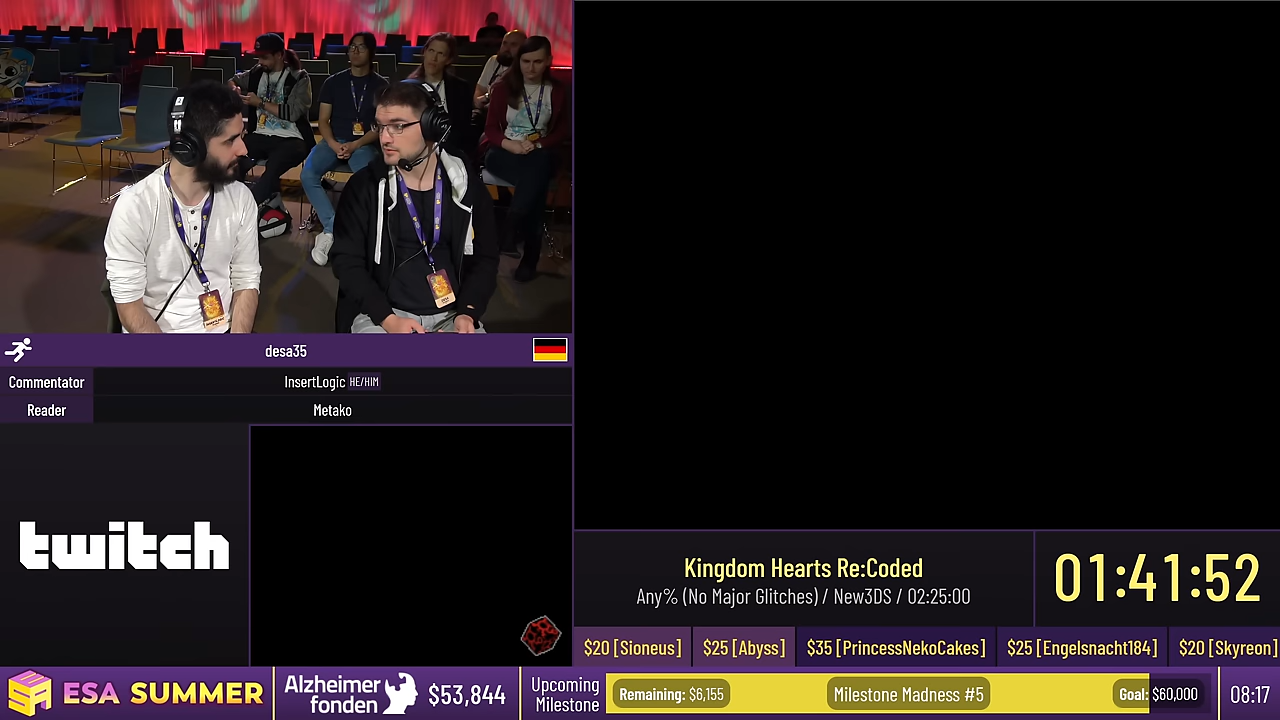 desa35
Commentator
InsertLogic HE/HIM
Reader
Metako
twitch
Kingdom Hearts Re:Coded
Any% (No Major Glitches) / New3DS / 02:25:00
01:41:52
$20 [Sioneus]
$25 [Abyss]
$35 [PrincessNekoCakes]
$25 [Engelsnacht184]
$20 [Skyreon]
ESA SUMMER
Alzheimer
fonden
$53,844
Upcoming
Milestone
Remaining: $6,155
Milestone Madness #5
Goal: $60,000
08:17